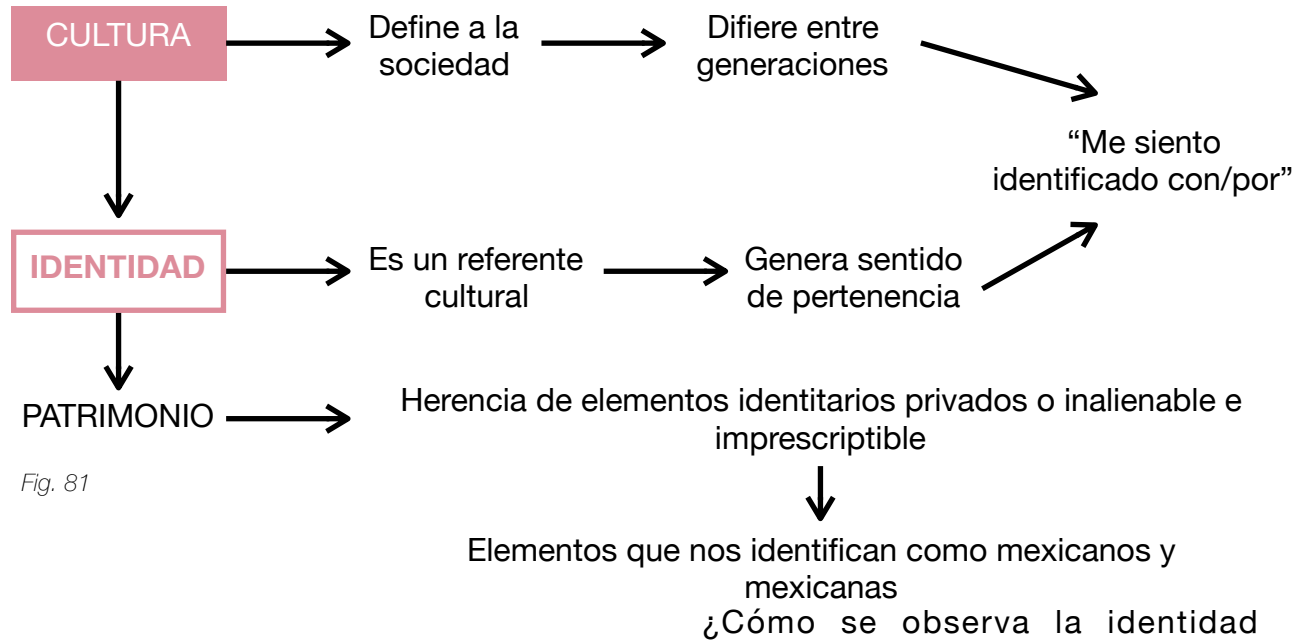 CULTURA
Define a la
sociedad
Difiere entre
generaciones
“Me siento
identificado con/por”
IDENTIDAD
Es un referente
cultural
Genera sentido
de pertenencia
PATRIMONIO
Herencia de elementos identitarios privados o inalienable e
imprescriptible
Fig. 81
Elementos que nos identifican como mexicanos y
mexicanas
¿Cómo se observa la identidad